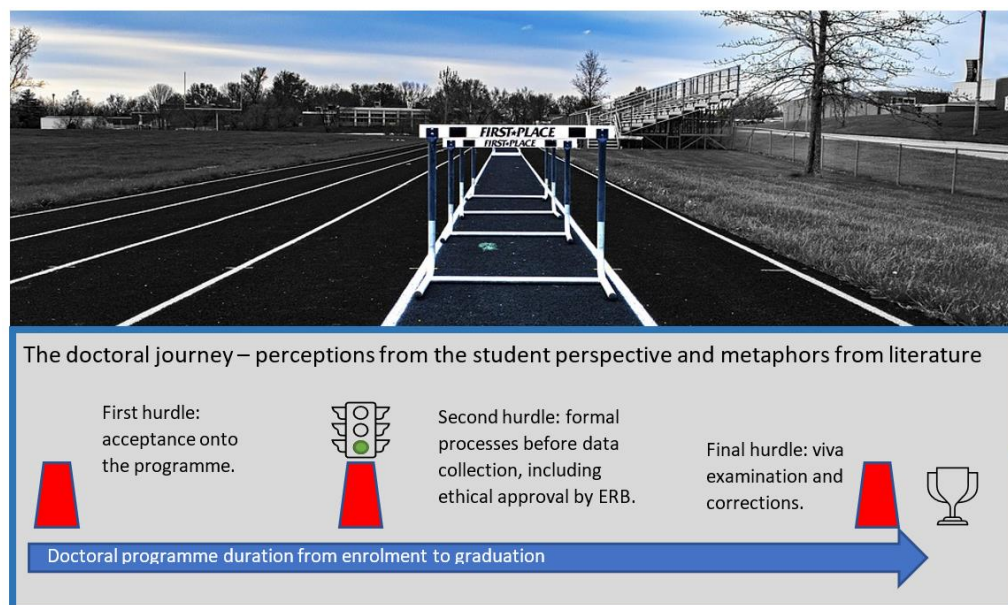 FIRST★PLACE
FIRST★PLACE
The doctoral journey – perceptions from the student perspective and metaphors from literature
First hurdle:
acceptance onto
the programme.
Second hurdle: formal
processes before data
collection, including
ethical approval by ERB.
Final hurdle: viva
examination and
corrections.
Doctoral programme duration from enrolment to graduation